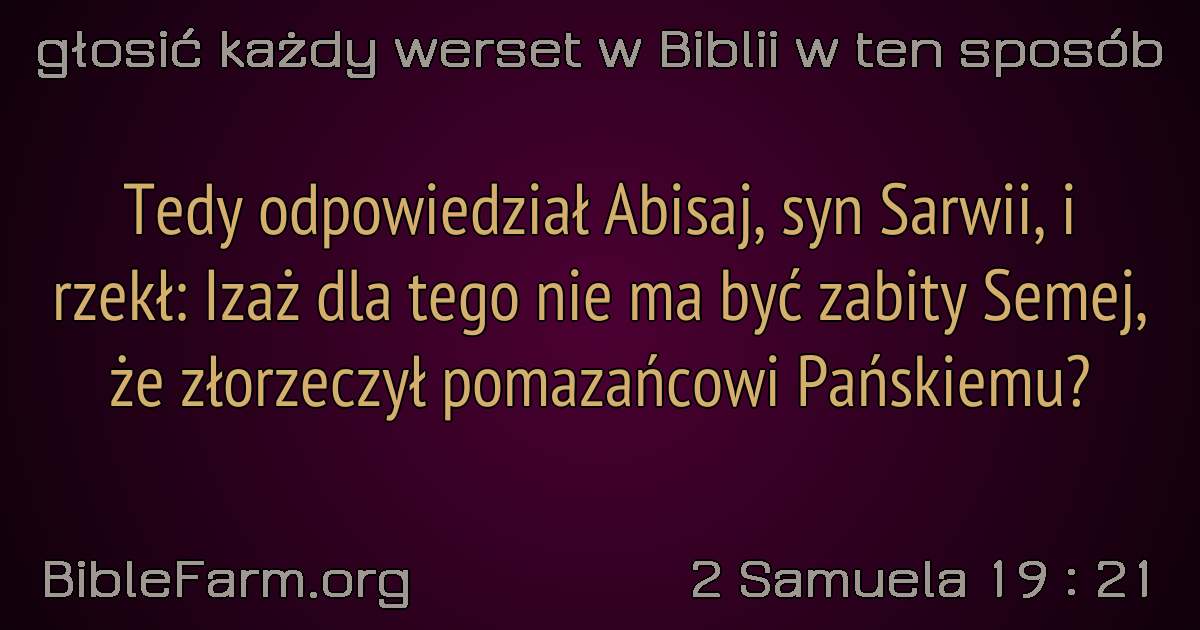 głosić każdy werset w Biblii w ten sposób
Tedy odpowiedział Abisaj, syn Sarwii, i
rzekł: Izaż dla tego nie ma być zabity Semej,
że złorzeczył pomazańcowi Pańskiemu?
BibleFarm.org
2 Samuela 19 : 21